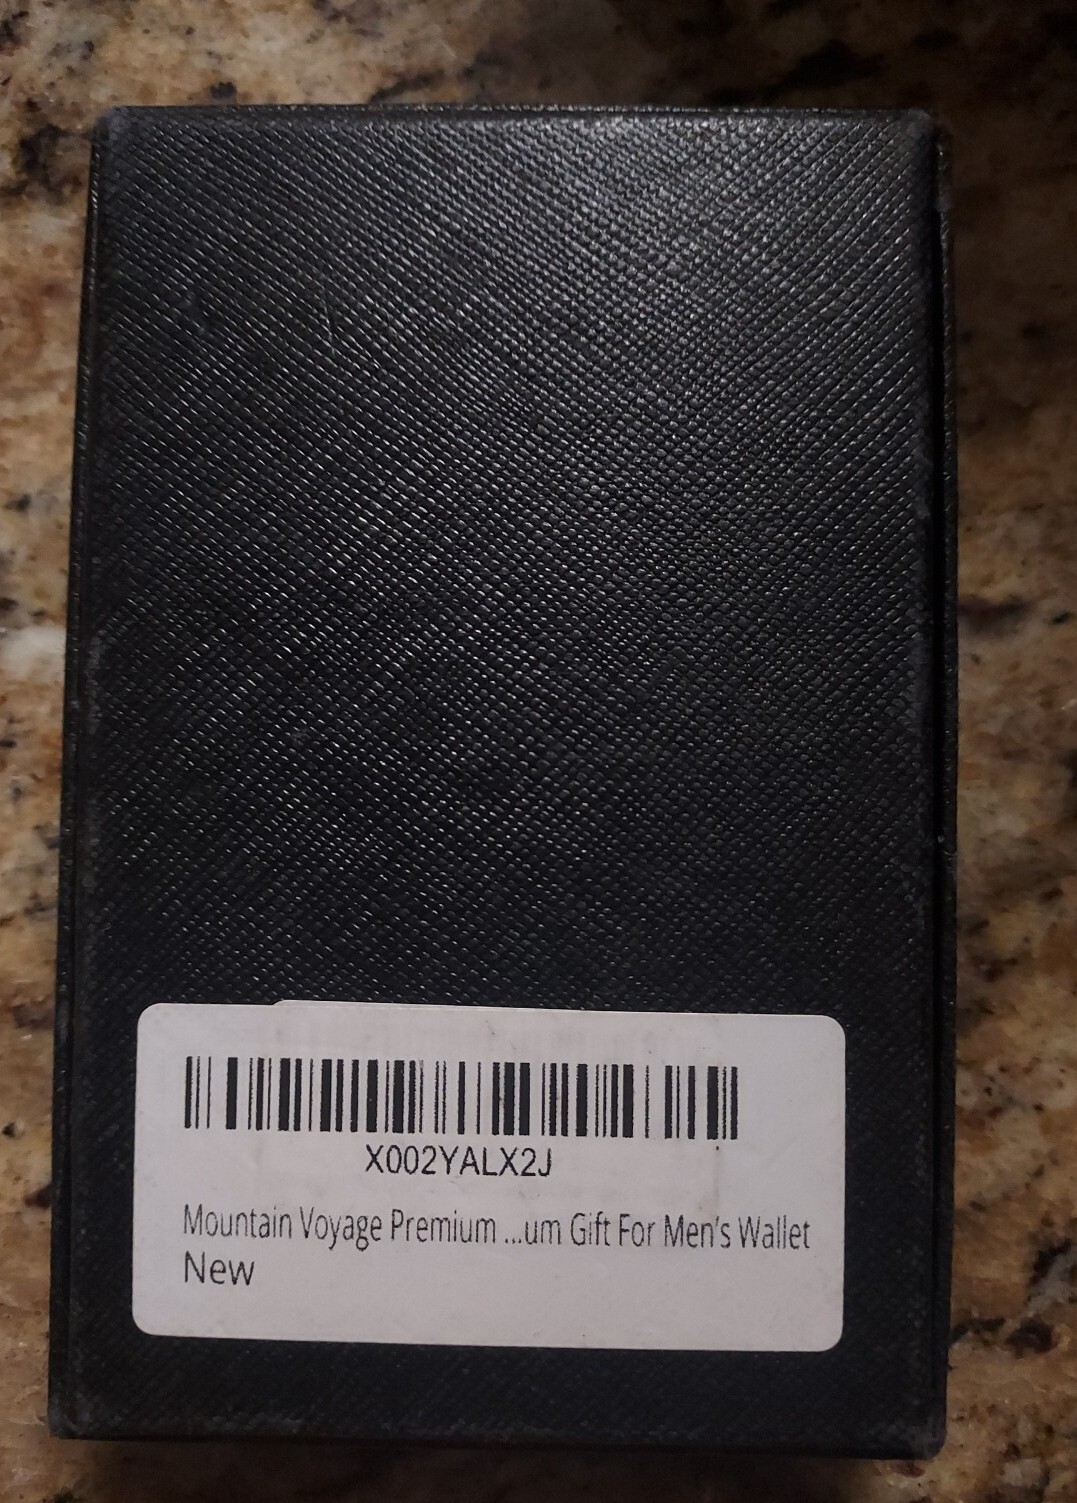 X002YALX2J
Mountain Voyage Premium ...um Gift For Men's Wallet
New